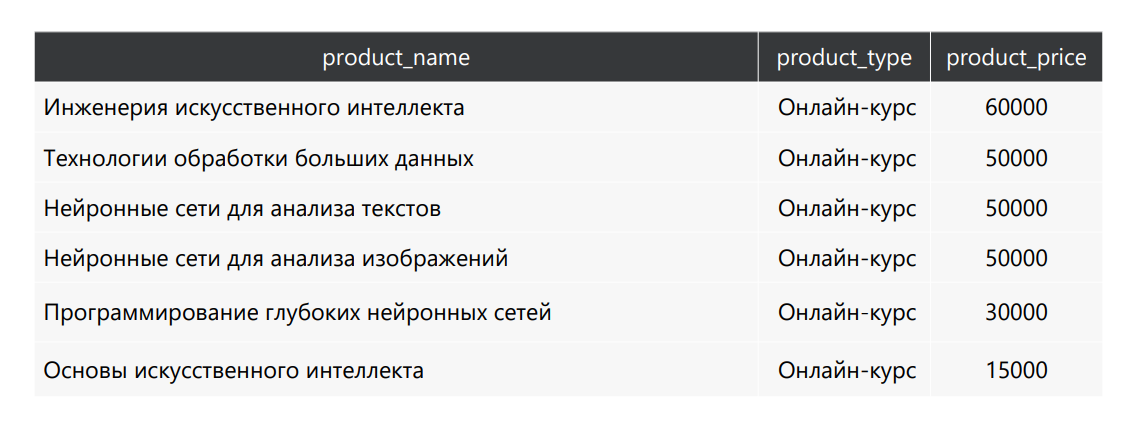 product_name product_type product_price
Инженерия искусственного интеллекта Онлайн-курс 60000
Технологии обработки больших данных Онлайн-курс 50000
Нейронные сети для анализа текстов Онлайн-курс 50000
Нейронные сети для анализа изображений Онлайн-курс 50000
Программирование глубоких нейронных сетей Онлайн-курс 30000
Основы искусственного интеллекта Онлайн-курс 15000